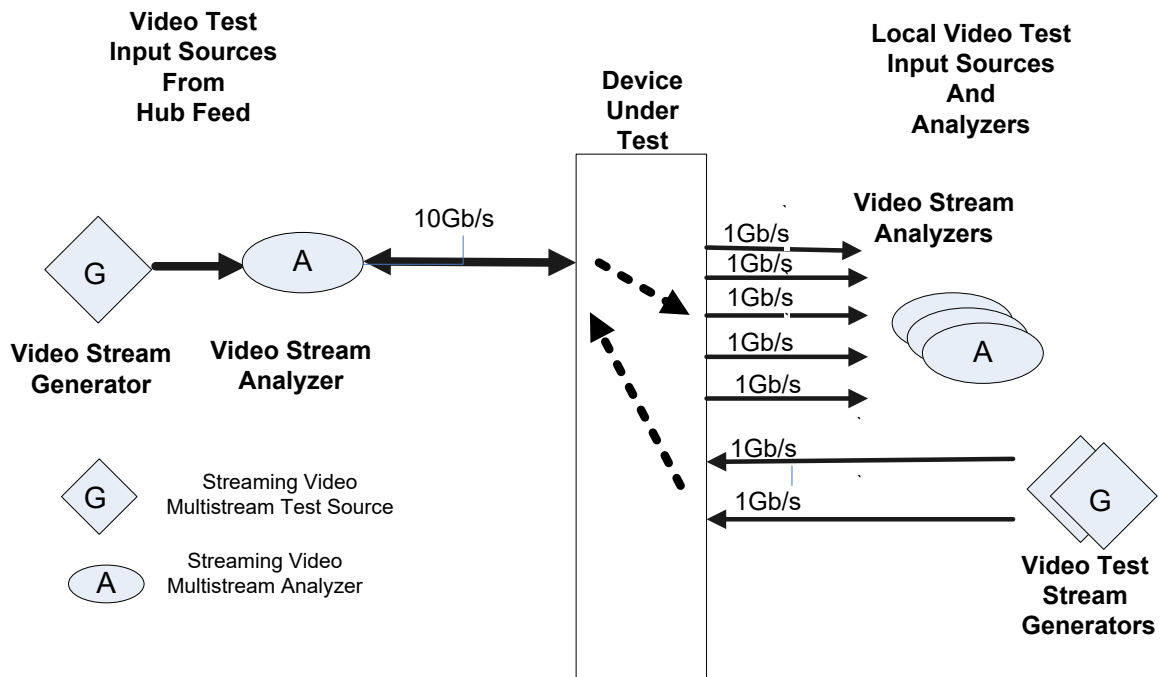 Video Test
Input Sources
From
Hub Feed
Device
Under
Test
Local Video Test
Input Sources
And
Analyzers
G
Video Stream
Generator
A
Video Stream
Analyzer
10Gb/s
1Gb/s
1Gb/s
1Gb/s
1Gb/s
1Gb/s
Video Stream
Analyzers
A
1Gb/s
1Gb/s
G
Video Test
Stream
Generators
G
Streaming Video
Multistream Test Source
A
Streaming Video
Multistream Analyzer